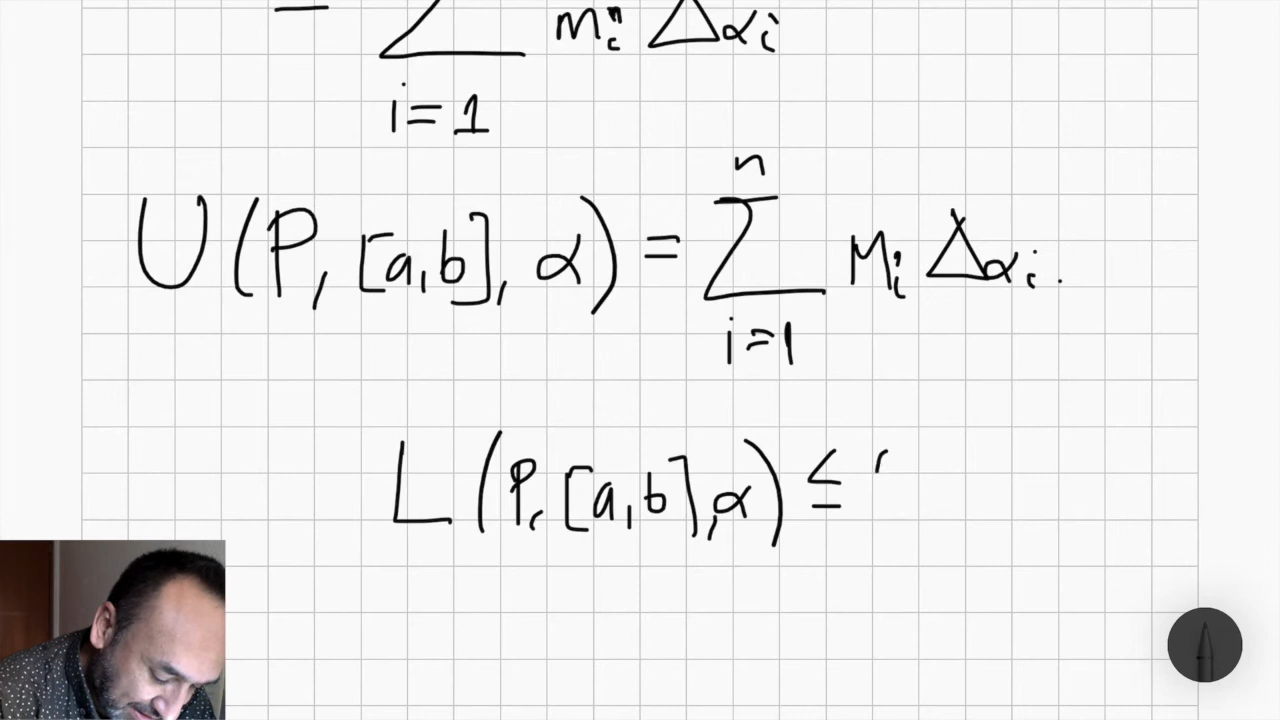 = ∑ mᵢ Δαᵢ
i=1
n
U(P, [a,b], α) = ∑ Mᵢ Δαᵢ.
i=1
L(P, [a,b], α) ≤